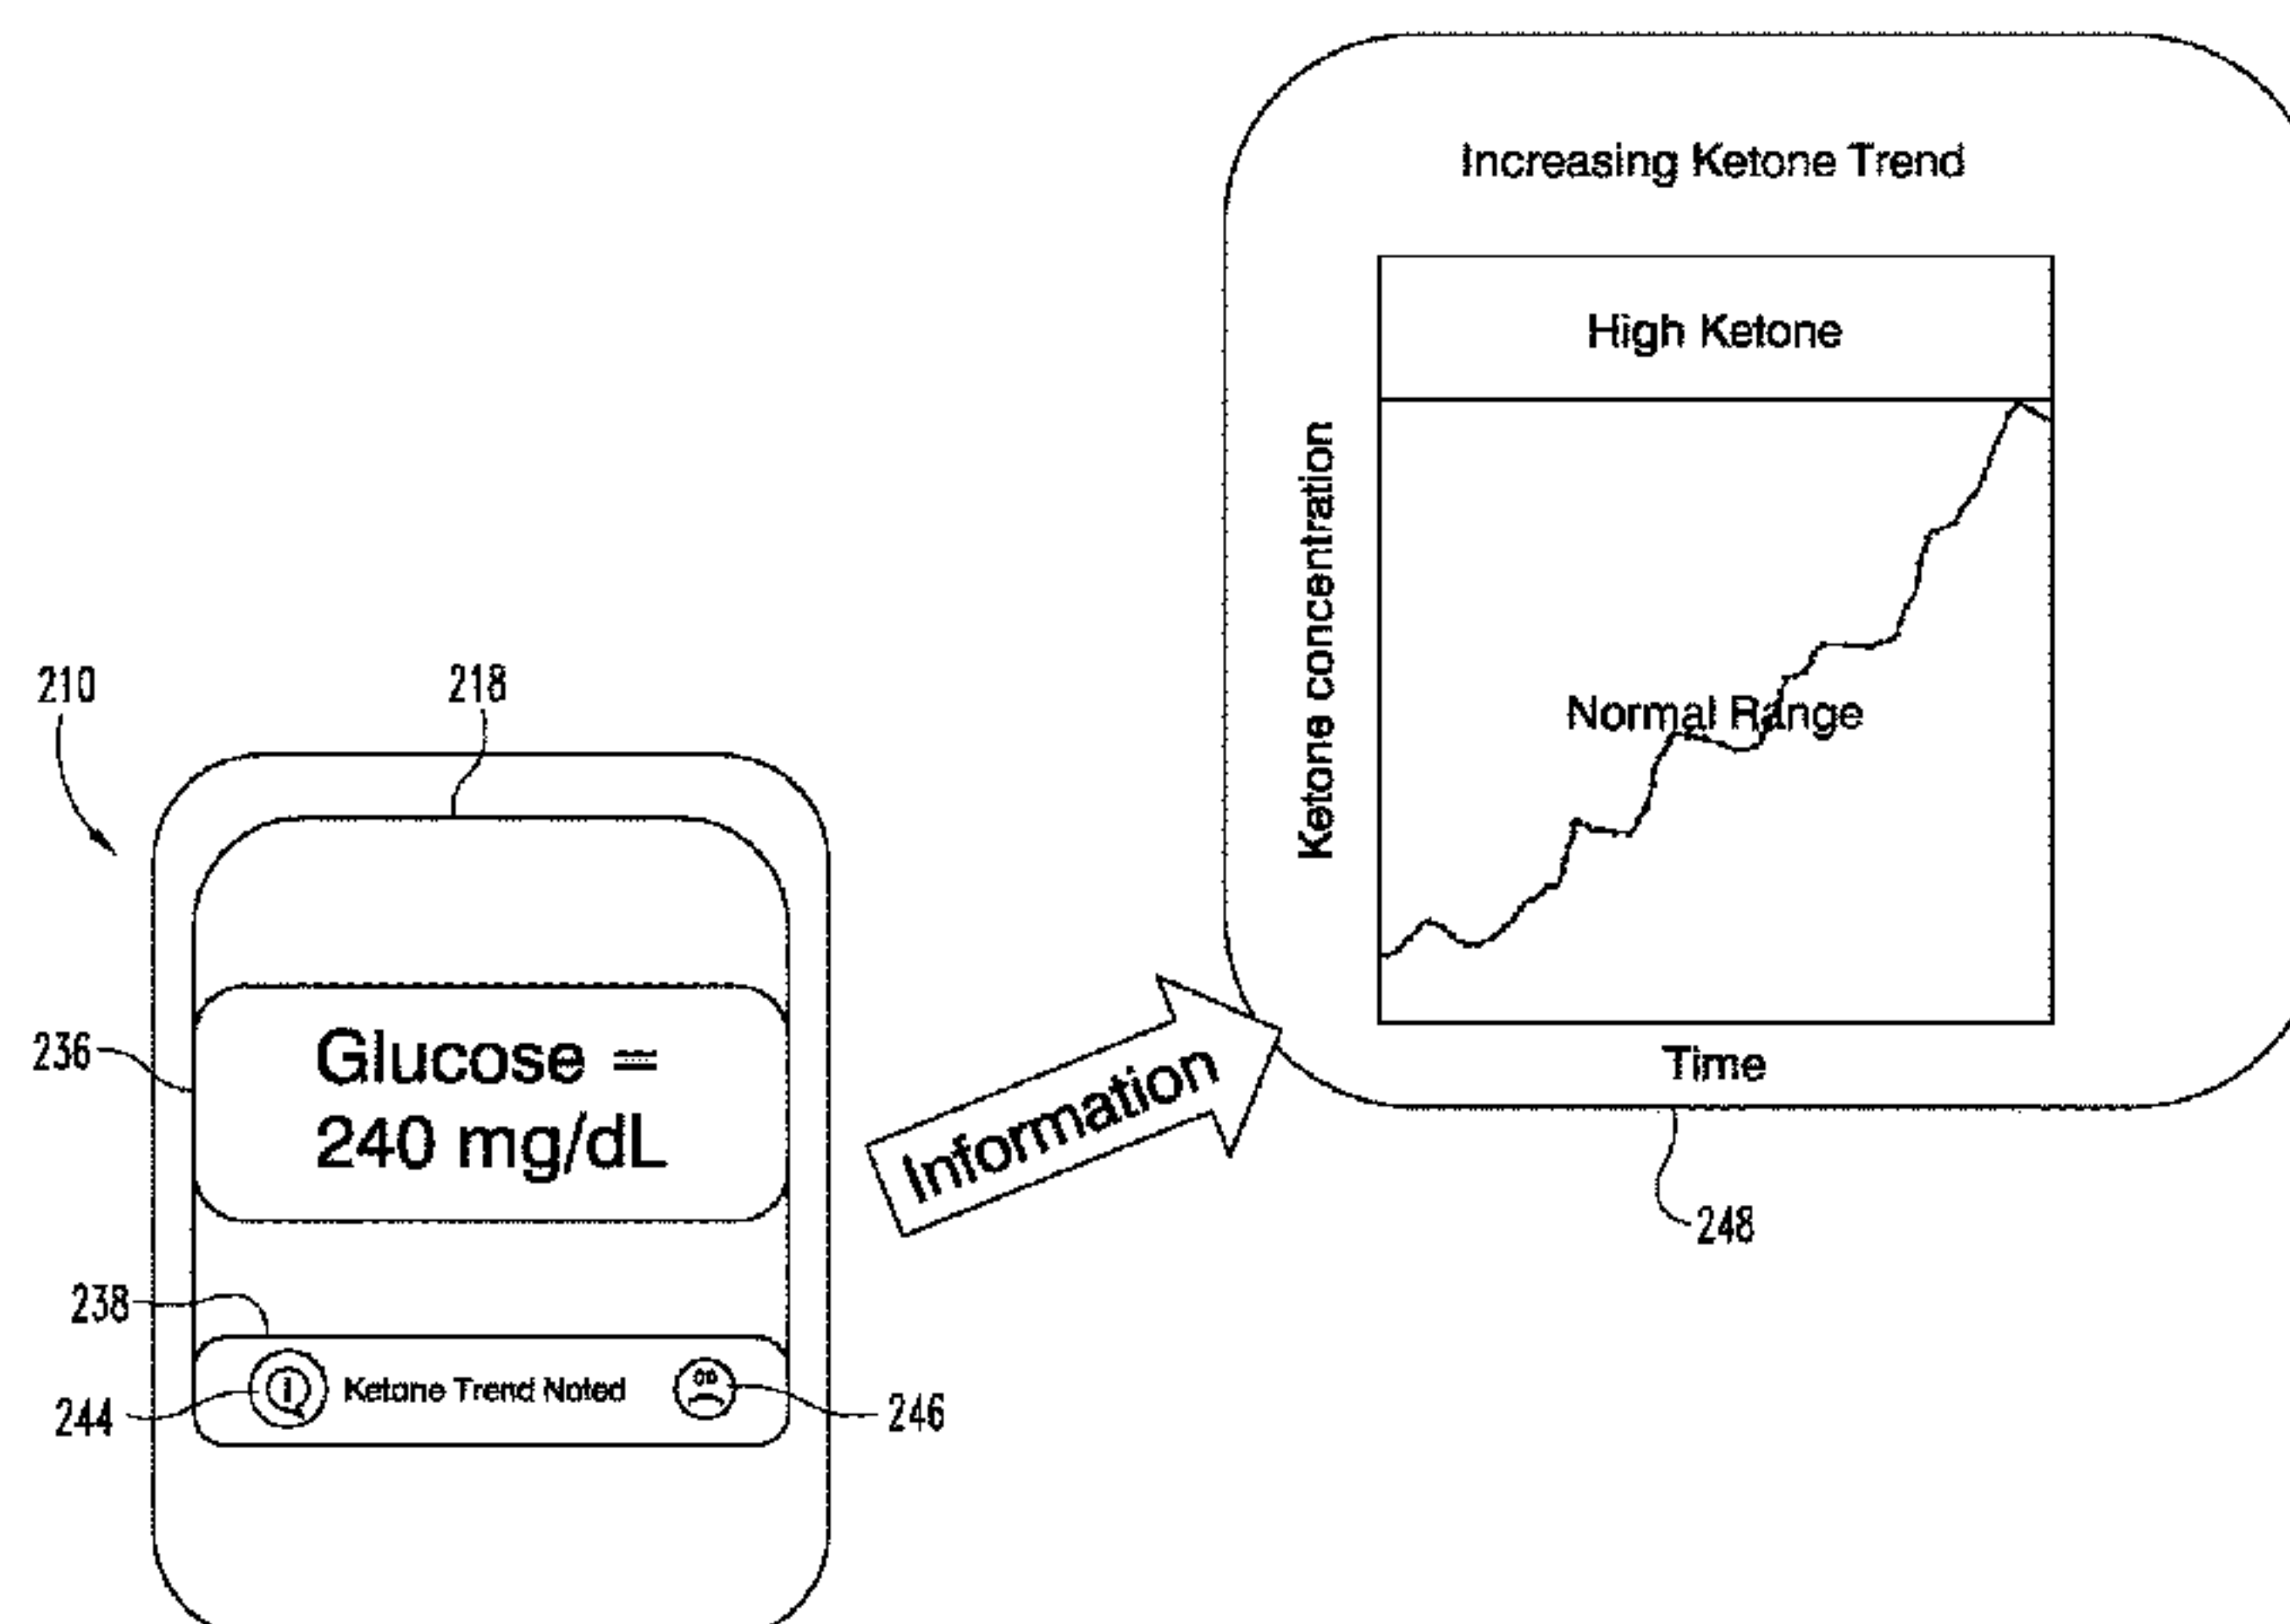 Increasing Ketone Trend
High Ketone
Ketone concentration
Normal Range
Time
248
210
218
236
Glucose =
240 mg/dL
Information
238
244
i
Ketone Trend Noted
246